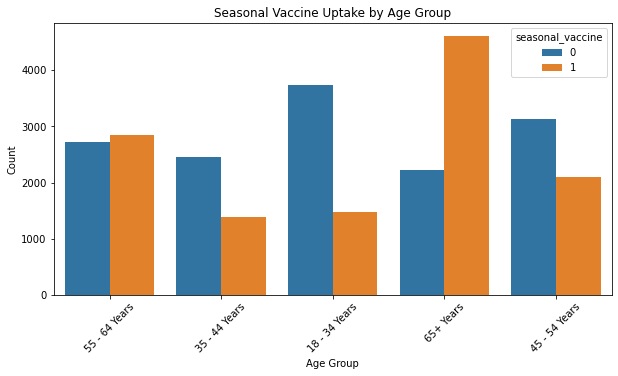 Seasonal Vaccine Uptake by Age Group
seasonal_vaccine
0
1
Count
4000
3000
2000
1000
0
55 - 64 Years
35 - 44 Years
18 - 34 Years
65+ Years
45 - 54 Years
Age Group